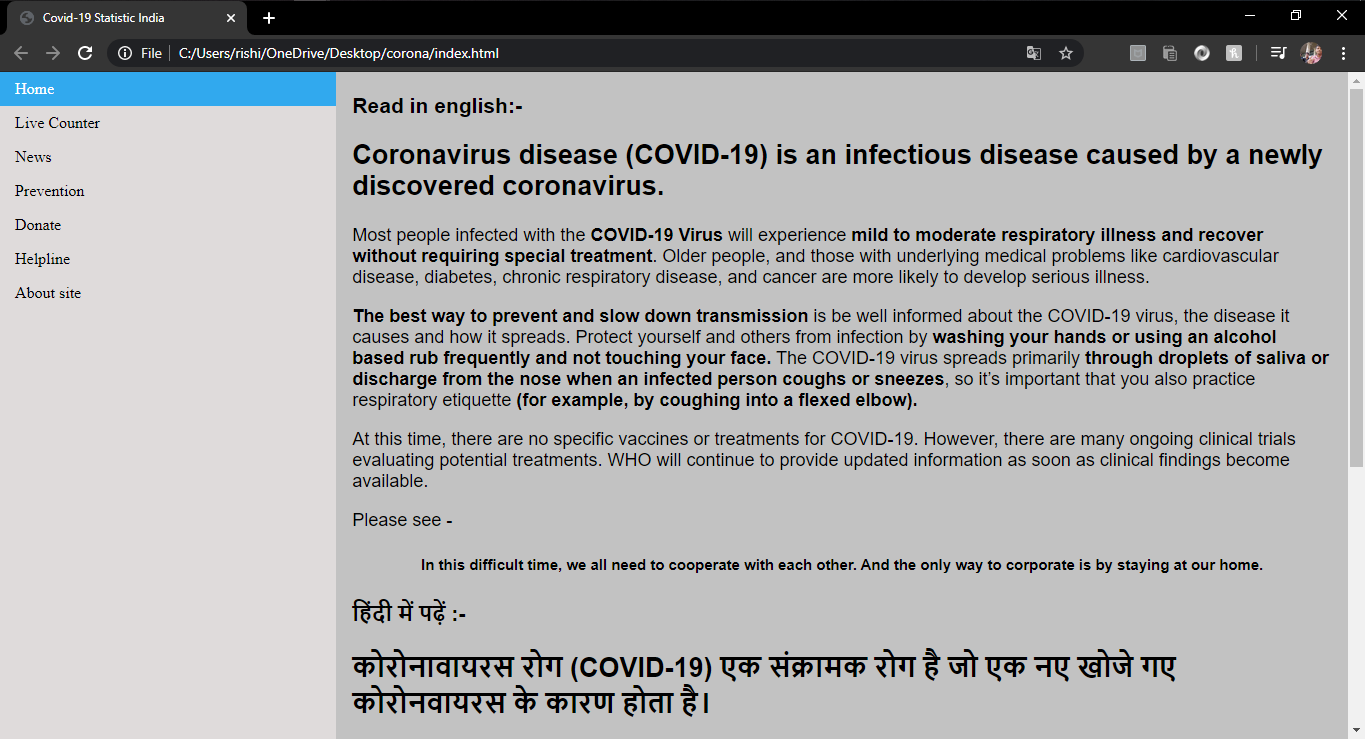 Covid-19 Statistic India
File
C:/Users/rishi/OneDrive/Desktop/corona/index.html
Home
Live Counter
News
Prevention
Donate
Helpline
About site
Read in english:-
Coronavirus disease (COVID-19) is an infectious disease caused by a newly
discovered coronavirus.
Most people infected with the COVID-19 Virus will experience mild to moderate respiratory illness and recover
without requiring special treatment. Older people, and those with underlying medical problems like cardiovascular
disease, diabetes, chronic respiratory disease, and cancer are more likely to develop serious illness.
The best way to prevent and slow down transmission is be well informed about the COVID-19 virus, the disease it
causes and how it spreads. Protect yourself and others from infection by washing your hands or using an alcohol
based rub frequently and not touching your face. The COVID-19 virus spreads primarily through droplets of saliva or
discharge from the nose when an infected person coughs or sneezes, so it’s important that you also practice
respiratory etiquette (for example, by coughing into a flexed elbow).
At this time, there are no specific vaccines or treatments for COVID-19. However, there are many ongoing clinical trials
evaluating potential treatments. WHO will continue to provide updated information as soon as clinical findings become
available.
Please see -
In this difficult time, we all need to cooperate with each other. And the only way to corporate is by staying at our home.
हिंदी में पढ़ें :-
कोरोनावायरस रोग (COVID-19) एक संक्रामक रोग है जो एक नए खोजे गए
कोरोनवायरस के कारण होता है।